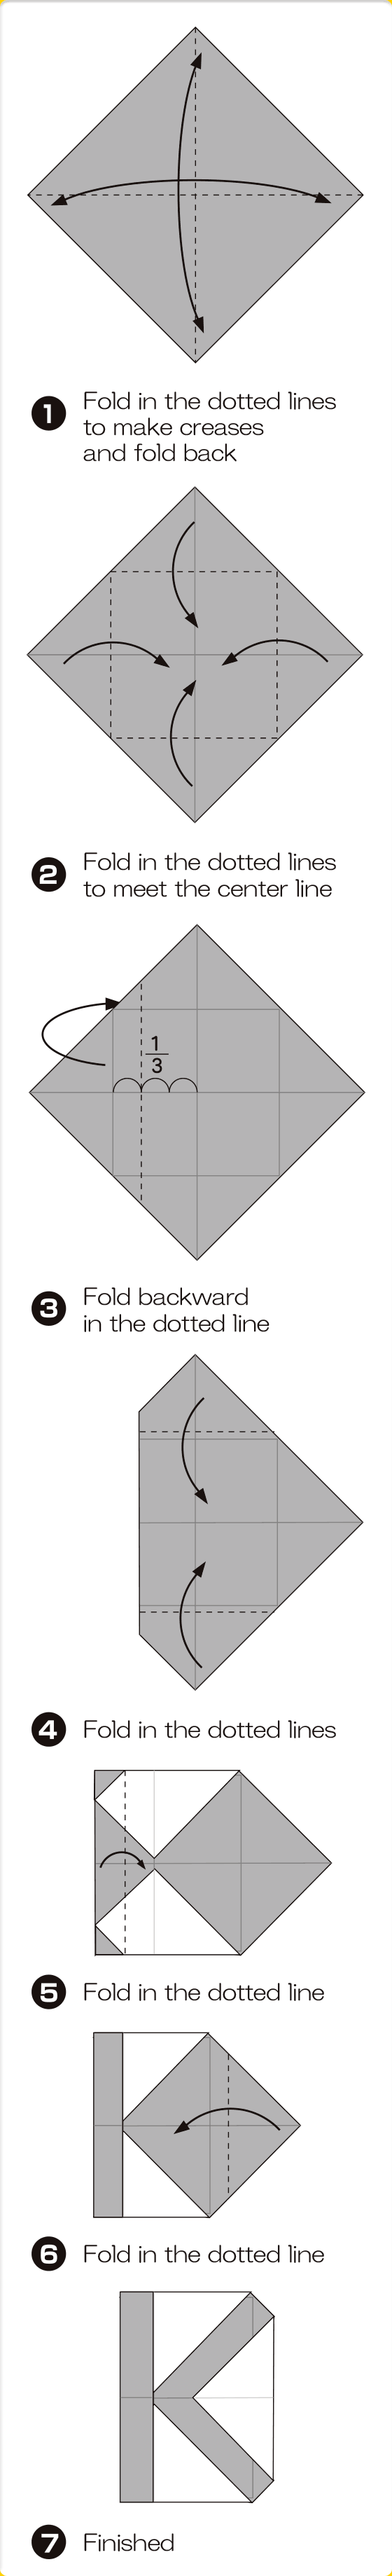 1 Fold in the dotted lines
to make creases
and fold back
2 Fold in the dotted lines
to meet the center line
1
3
3 Fold backward
in the dotted line
4 Fold in the dotted lines
5 Fold in the dotted line
6 Fold in the dotted line
7 Finished